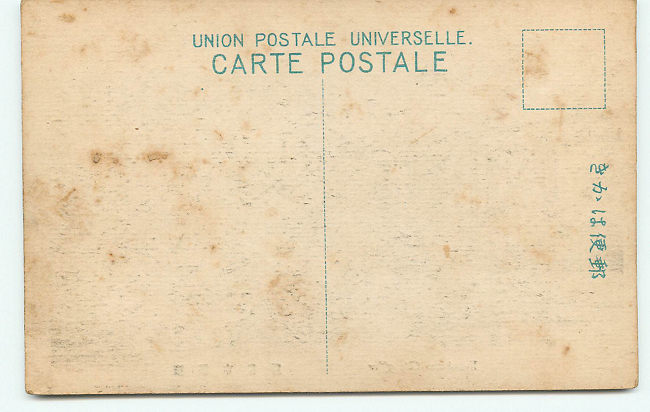 UNION POSTALE UNIVERSELLE.
CARTE POSTALE
郵便はかき